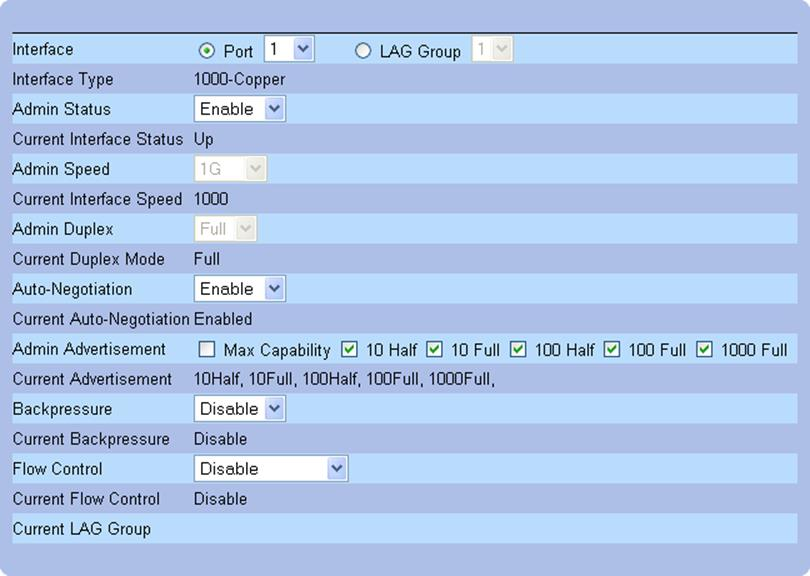 Interface Port 1 LAG Group 1
Interface Type 1000-Copper
Admin Status Enable
Current Interface Status Up
Admin Speed 1G
Current Interface Speed 1000
Admin Duplex Full
Current Duplex Mode Full
Auto-Negotiation Enable
Current Auto-Negotiation Enabled
Admin Advertisement Max Capability 10 Half 10 Full 100 Half 100 Full 1000 Full
Current Advertisement 10Half, 10Full, 100Half, 100Full, 1000Full,
Backpressure Disable
Current Backpressure Disable
Flow Control Disable
Current Flow Control Disable
Current LAG Group